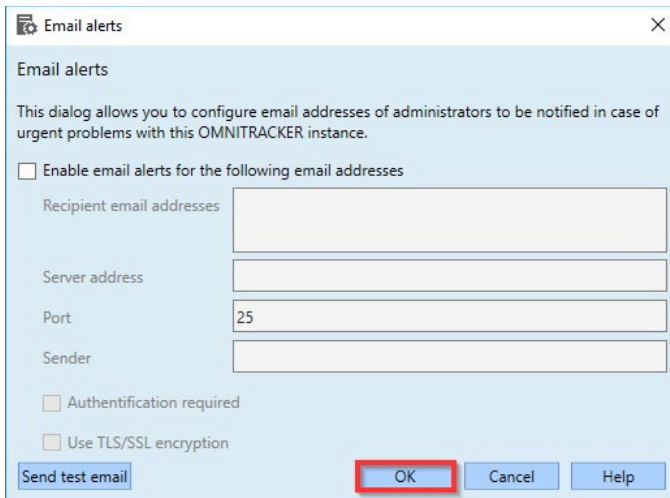 Email alerts
Email alerts
This dialog allows you to configure email addresses of administrators to be notified in case of
urgent problems with this OMNITRACKER instance.
Enable email alerts for the following email addresses
Recipient email addresses
Server address
Port 25
Sender
Authentification required
Use TLS/SSL encryption
Send test email OK Cancel Help